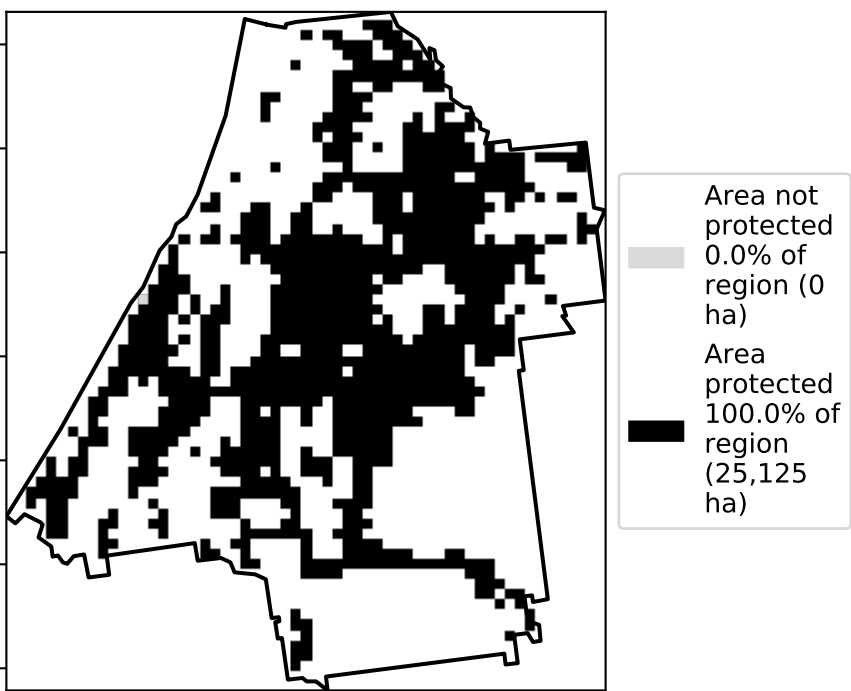 Area not
protected
0.0% of
region (0
ha)
Area
protected
100.0% of
region
(25,125
ha)